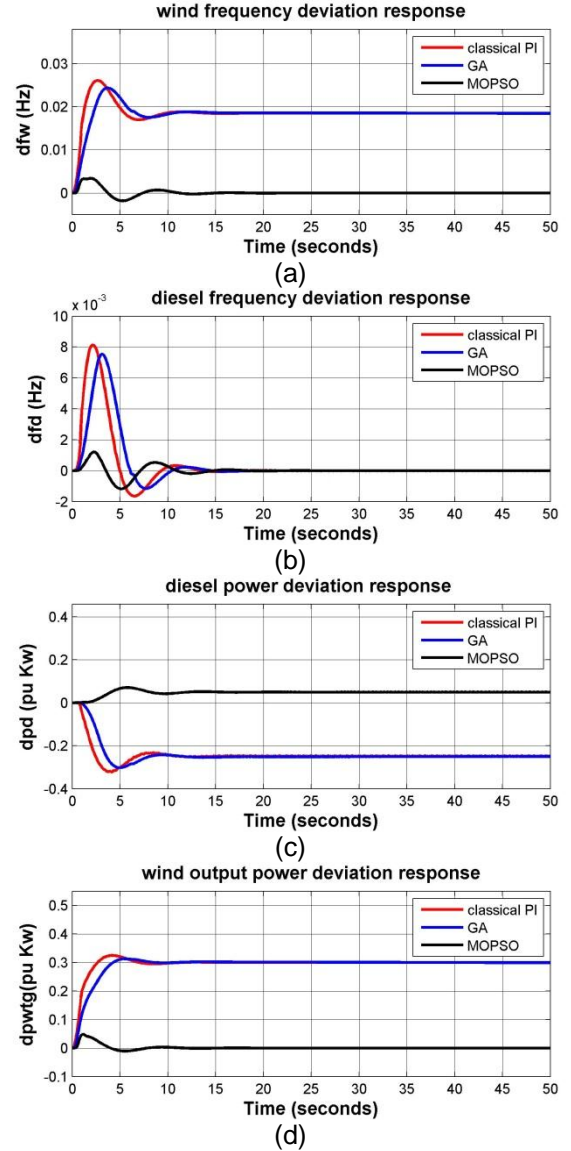 wind frequency deviation response
classical PI
GA
MOPSO
0.03
0.02
0.01
0
dfw (Hz)
0 5 10 15 20 25 30 35 40 45 50
Time (seconds)
(a)
diesel frequency deviation response
x 10-3
classical PI
GA
MOPSO
10
8
6
4
2
0
-2
dfd (Hz)
0 5 10 15 20 25 30 35 40 45 50
Time (seconds)
(b)
diesel power deviation response
classical PI
GA
MOPSO
0.4
0.2
0
-0.2
-0.4
dpd (pu Kw)
0 5 10 15 20 25 30 35 40 45 50
Time (seconds)
(c)
wind output power deviation response
classical PI
GA
MOPSO
0.5
0.4
0.3
0.2
0.1
0
-0.1
dpwtg(pu Kw)
0 5 10 15 20 25 30 35 40 45 50
Time (seconds)
(d)